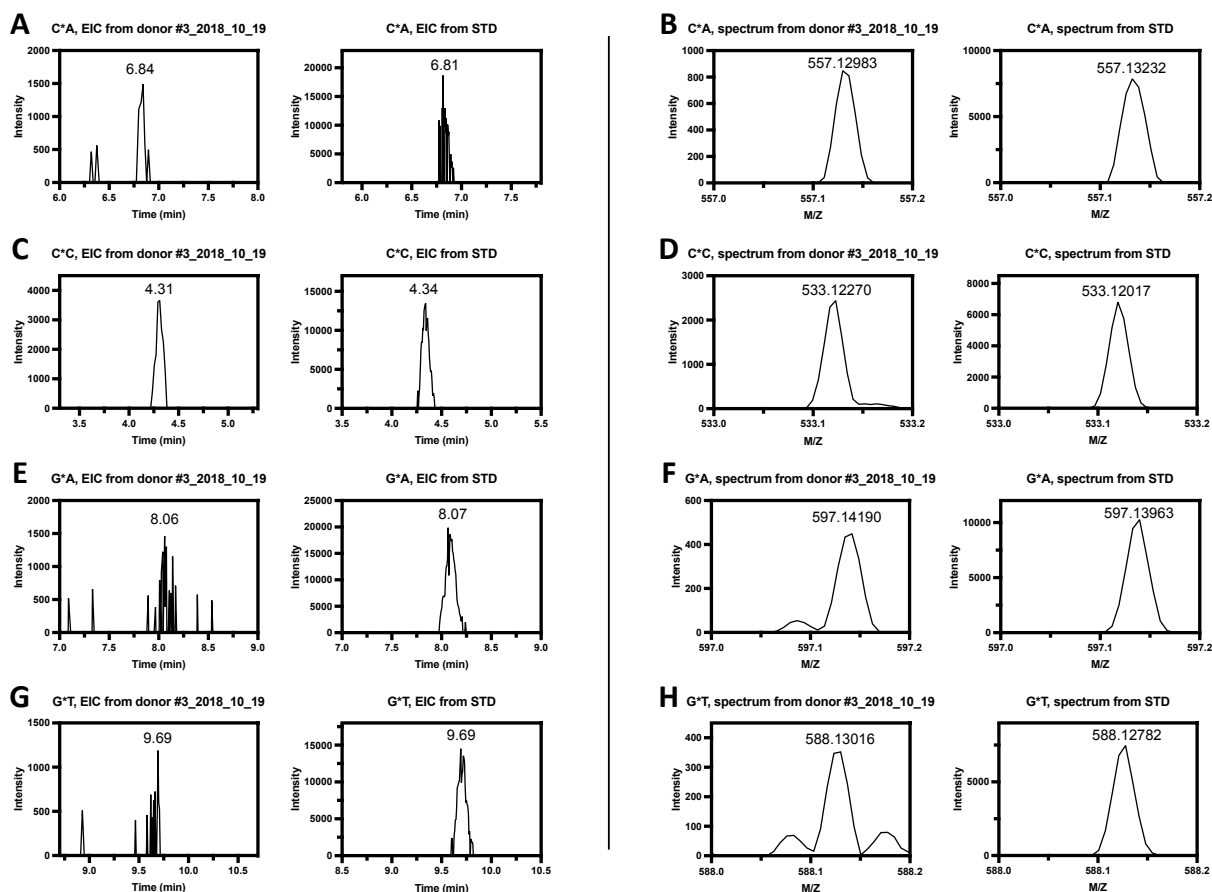 A
C*A, EIC from donor #3_2018_10_19
Intensity
2000
1500
1000
500
0
6.84
6.0
6.5
7.0
7.5
8.0
Time (min)
C*A, EIC from STD
Intensity
20000
15000
10000
5000
0
6.81
6.0
6.5
7.0
7.5
Time (min)
B
C*A, spectrum from donor #3_2018_10_19
Intensity
1000
800
600
400
200
0
557.12983
557.0
557.1
557.2
M/Z
C*A, spectrum from STD
Intensity
10000
5000
0
557.13232
557.0
557.1
557.2
M/Z
C
C*C, EIC from donor #3_2018_10_19
Intensity
4000
3000
2000
1000
0
4.31
3.5
4.0
4.5
5.0
Time (min)
C*C, EIC from STD
Intensity
15000
10000
5000
0
4.34
3.5
4.0
4.5
5.0
5.5
Time (min)
D
C*C, spectrum from donor #3_2018_10_19
Intensity
3000
2000
1000
0
533.12270
533.0
533.1
533.2
M/Z
C*C, spectrum from STD
Intensity
8000
6000
4000
2000
0
533.12017
533.0
533.1
533.2
M/Z
E
G*A, EIC from donor #3_2018_10_19
Intensity
2000
1500
1000
500
0
8.06
7.0
7.5
8.0
8.5
9.0
Time (min)
G*A, EIC from STD
Intensity
25000
20000
15000
10000
5000
0
8.07
7.0
7.5
8.0
8.5
9.0
Time (min)
F
G*A, spectrum from donor #3_2018_10_19
Intensity
600
400
200
0
597.14190
597.0
597.1
597.2
M/Z
G*A, spectrum from STD
Intensity
10000
5000
0
597.13963
597.0
597.1
597.2
M/Z
G
G*T, EIC from donor #3_2018_10_19
Intensity
1500
1000
500
0
9.69
9.0
9.5
10.0
10.5
Time (min)
G*T, EIC from STD
Intensity
15000
10000
5000
0
9.69
8.5
9.0
9.5
10.0
10.5
Time (min)
H
G*T, spectrum from donor #3_2018_10_19
Intensity
400
300
200
100
0
588.13016
588.0
588.1
588.2
M/Z
G*T, spectrum from STD
Intensity
5000
0
588.12782
588.0
588.1
588.2
M/Z